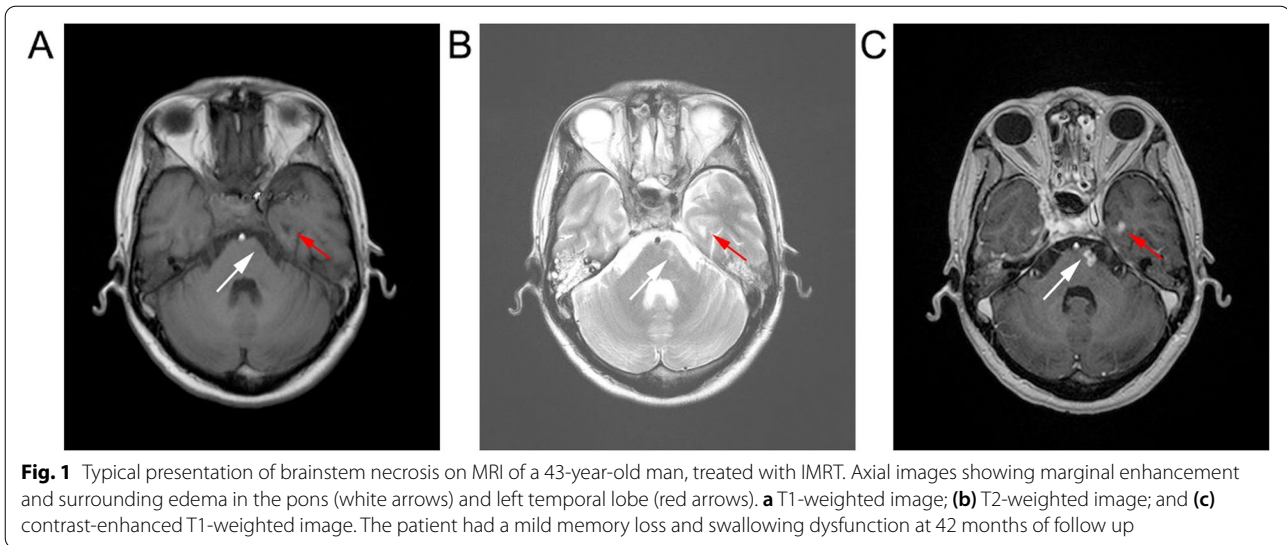 A
B
C
Fig. 1 Typical presentation of brainstem necrosis on MRI of a 43-year-old man, treated with IMRT. Axial images showing marginal enhancement
and surrounding edema in the pons (white arrows) and left temporal lobe (red arrows). a T1-weighted image; (b) T2-weighted image; and (c)
contrast-enhanced T1-weighted image. The patient had a mild memory loss and swallowing dysfunction at 42 months of follow up